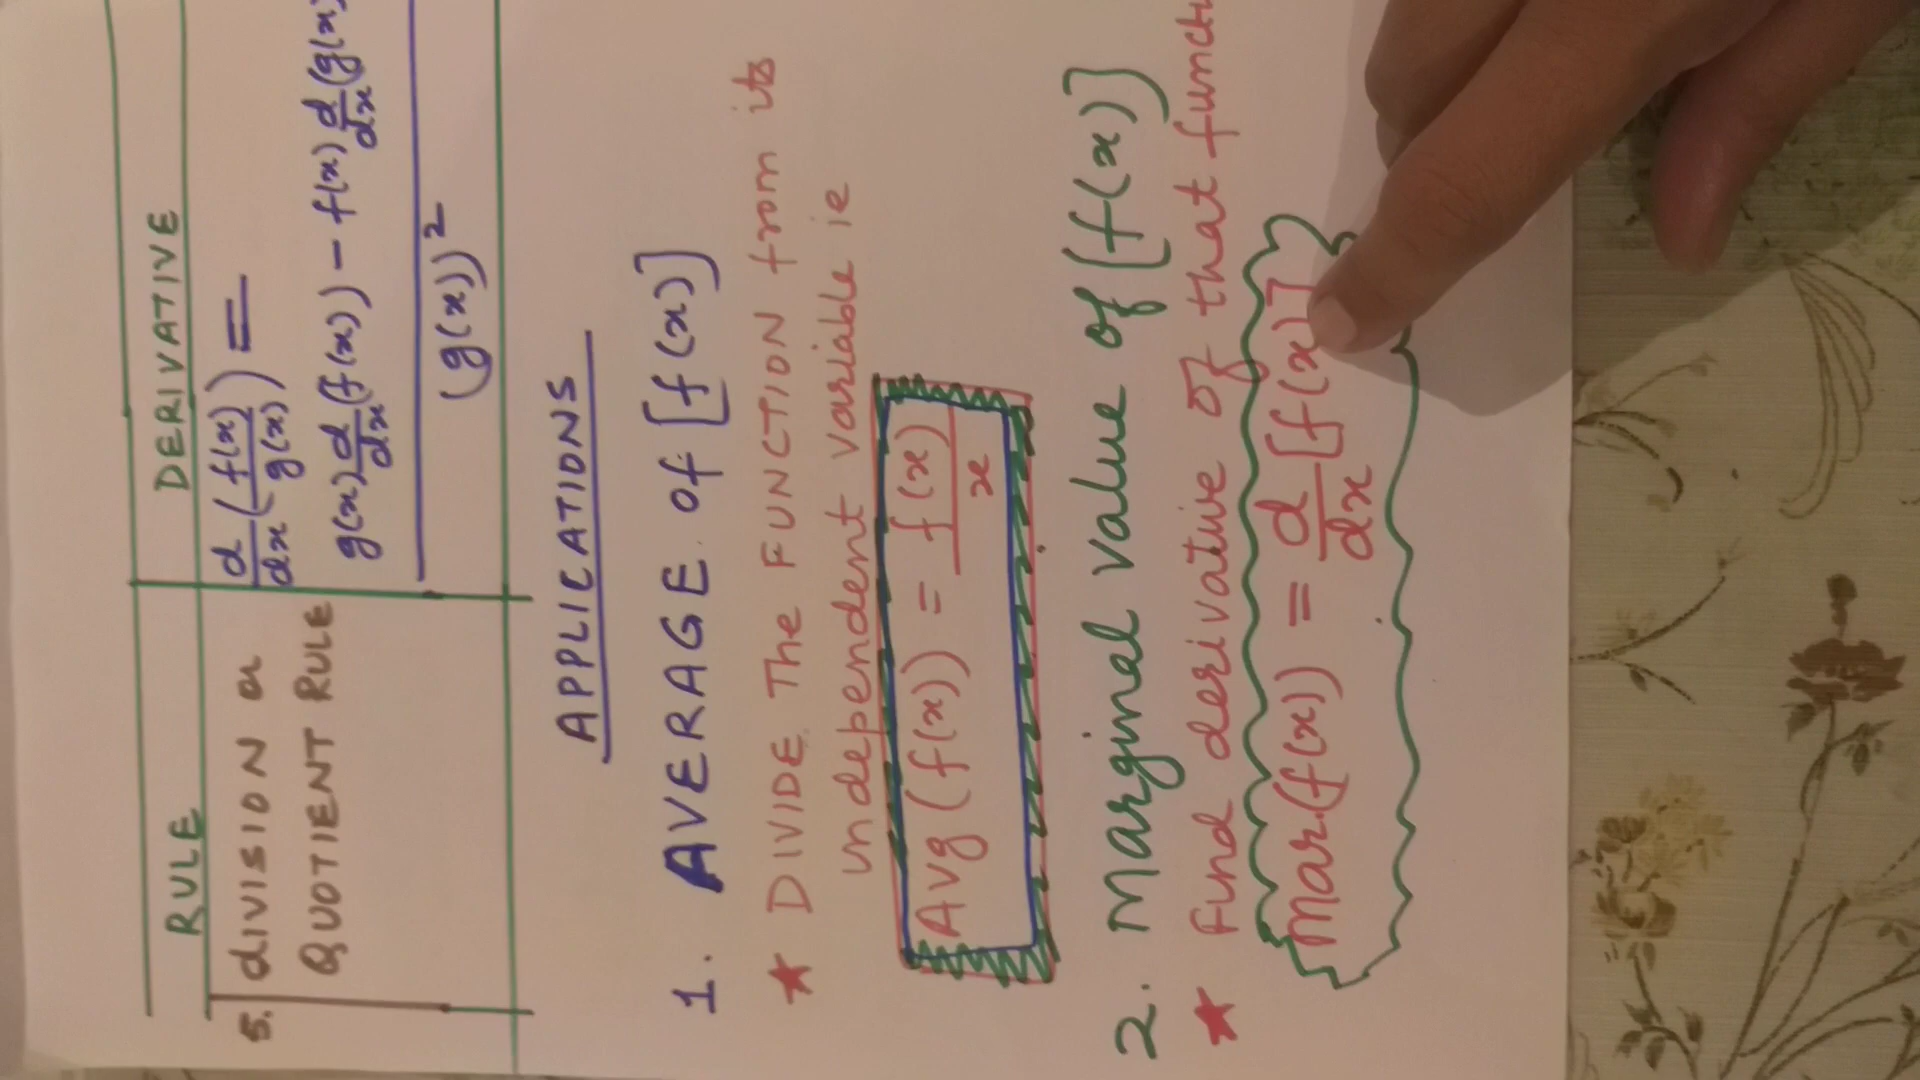 RULE DERIVATIVE
5. division or QUOTIENT RULE
d/dx (f(x)/g(x)) =
g(x) d/dx (f(x)) - f(x) d/dx (g(x)
(g(x))²
APPLICATIONS
1. AVERAGE of [f(x)]
★ DIVIDE The FUNCTION from its
independent variable ie
Avg (f(x)) = f(x)/x
2. Marginal value of [f(x)]
★ find derivative of that
Mar.(f(x)) = d/dx [f(x)]